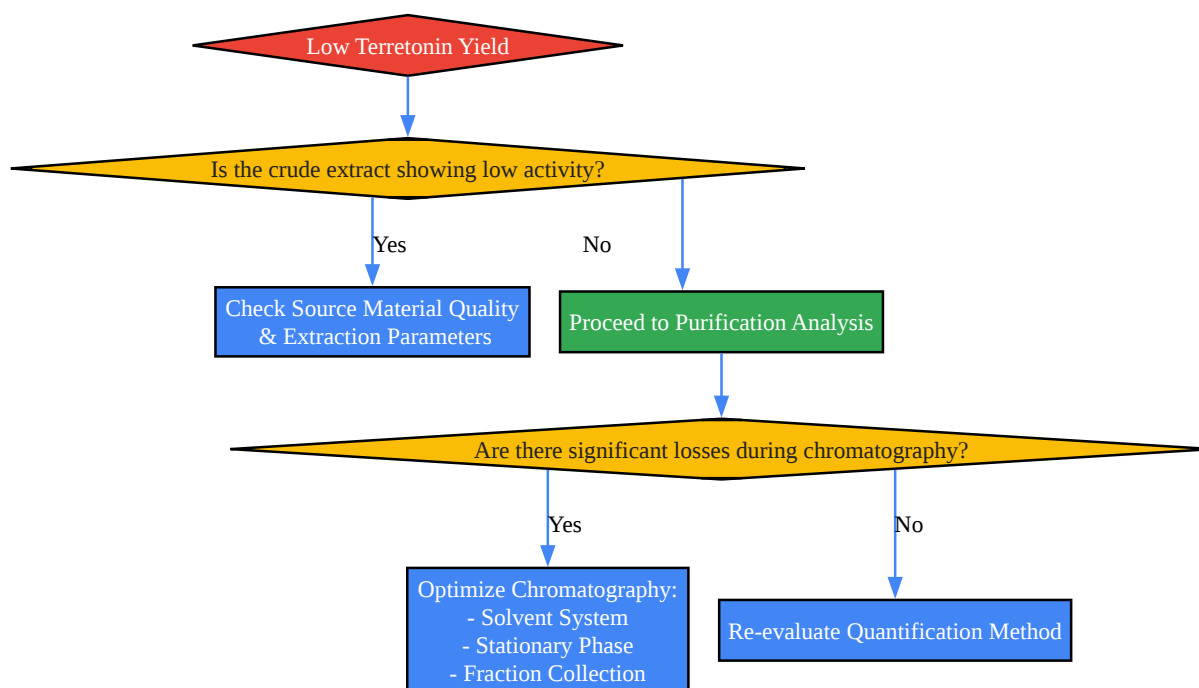 Low Terretonin Yield
Is the crude extract showing low activity?
Yes
No
Check Source Material Quality
& Extraction Parameters
Proceed to Purification Analysis
Are there significant losses during chromatography?
Yes
No
Optimize Chromatography:
- Solvent System
- Stationary Phase
- Fraction Collection
Re-evaluate Quantification Method